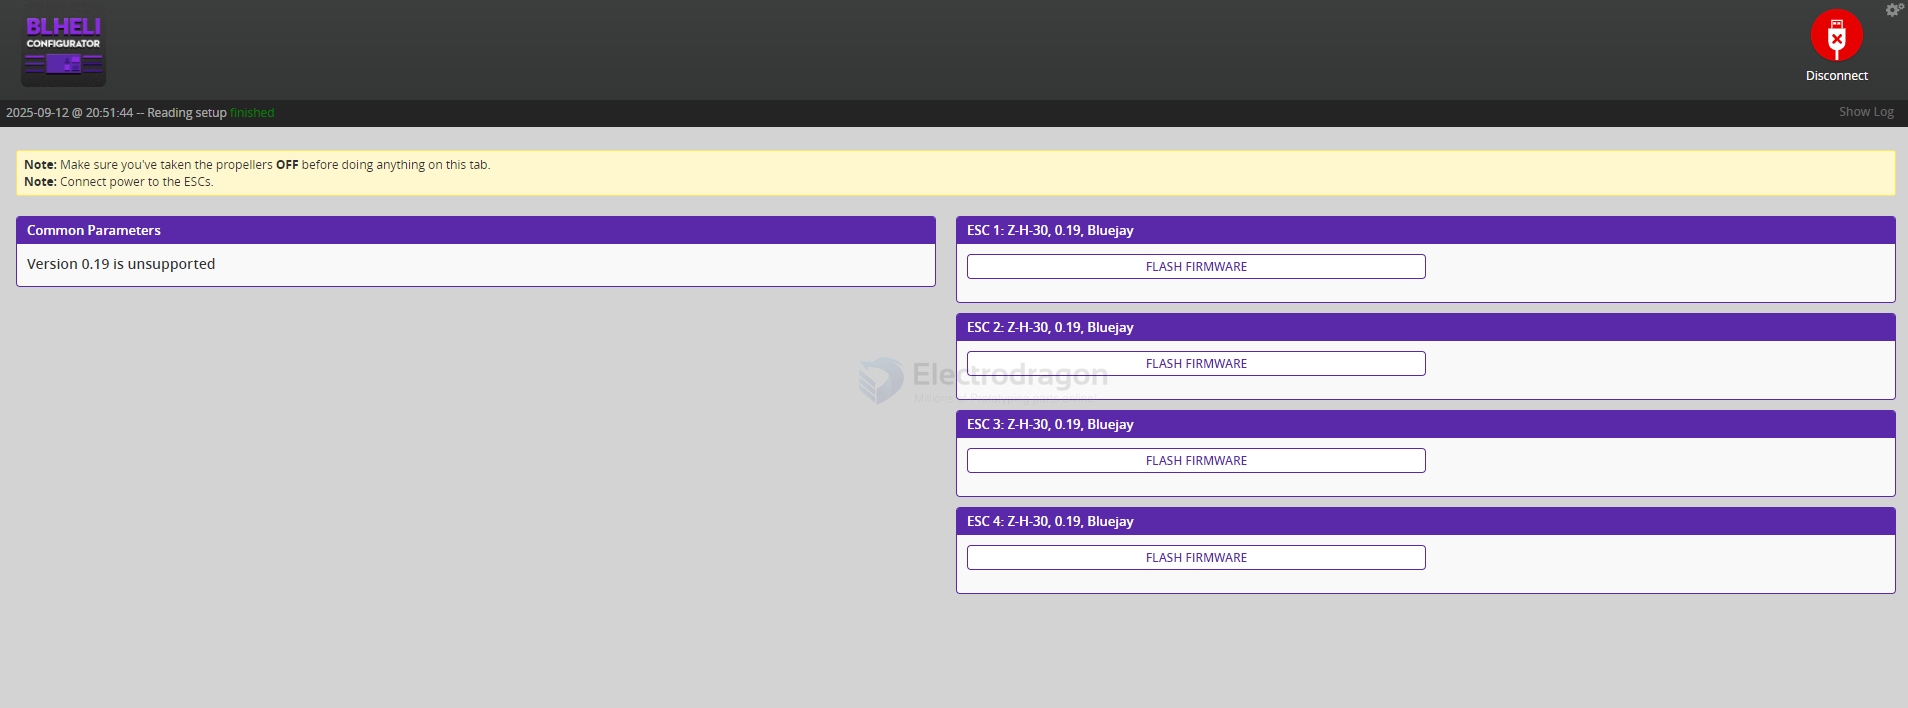 BLHELI
CONFIGURATOR
Disconnect
2025-09-12 @ 20:51:44 -- Reading setup finished
Show Log
Note: Make sure you've taken the propellers OFF before doing anything on this tab.
Note: Connect power to the ESCs.
Common Parameters
Version 0.19 is unsupported
ESC 1: Z-H-30, 0.19, Bluejay
FLASH FIRMWARE
ESC 2: Z-H-30, 0.19, Bluejay
FLASH FIRMWARE
Electrodragon
ESC 3: Z-H-30, 0.19, Bluejay
FLASH FIRMWARE
ESC 4: Z-H-30, 0.19, Bluejay
FLASH FIRMWARE